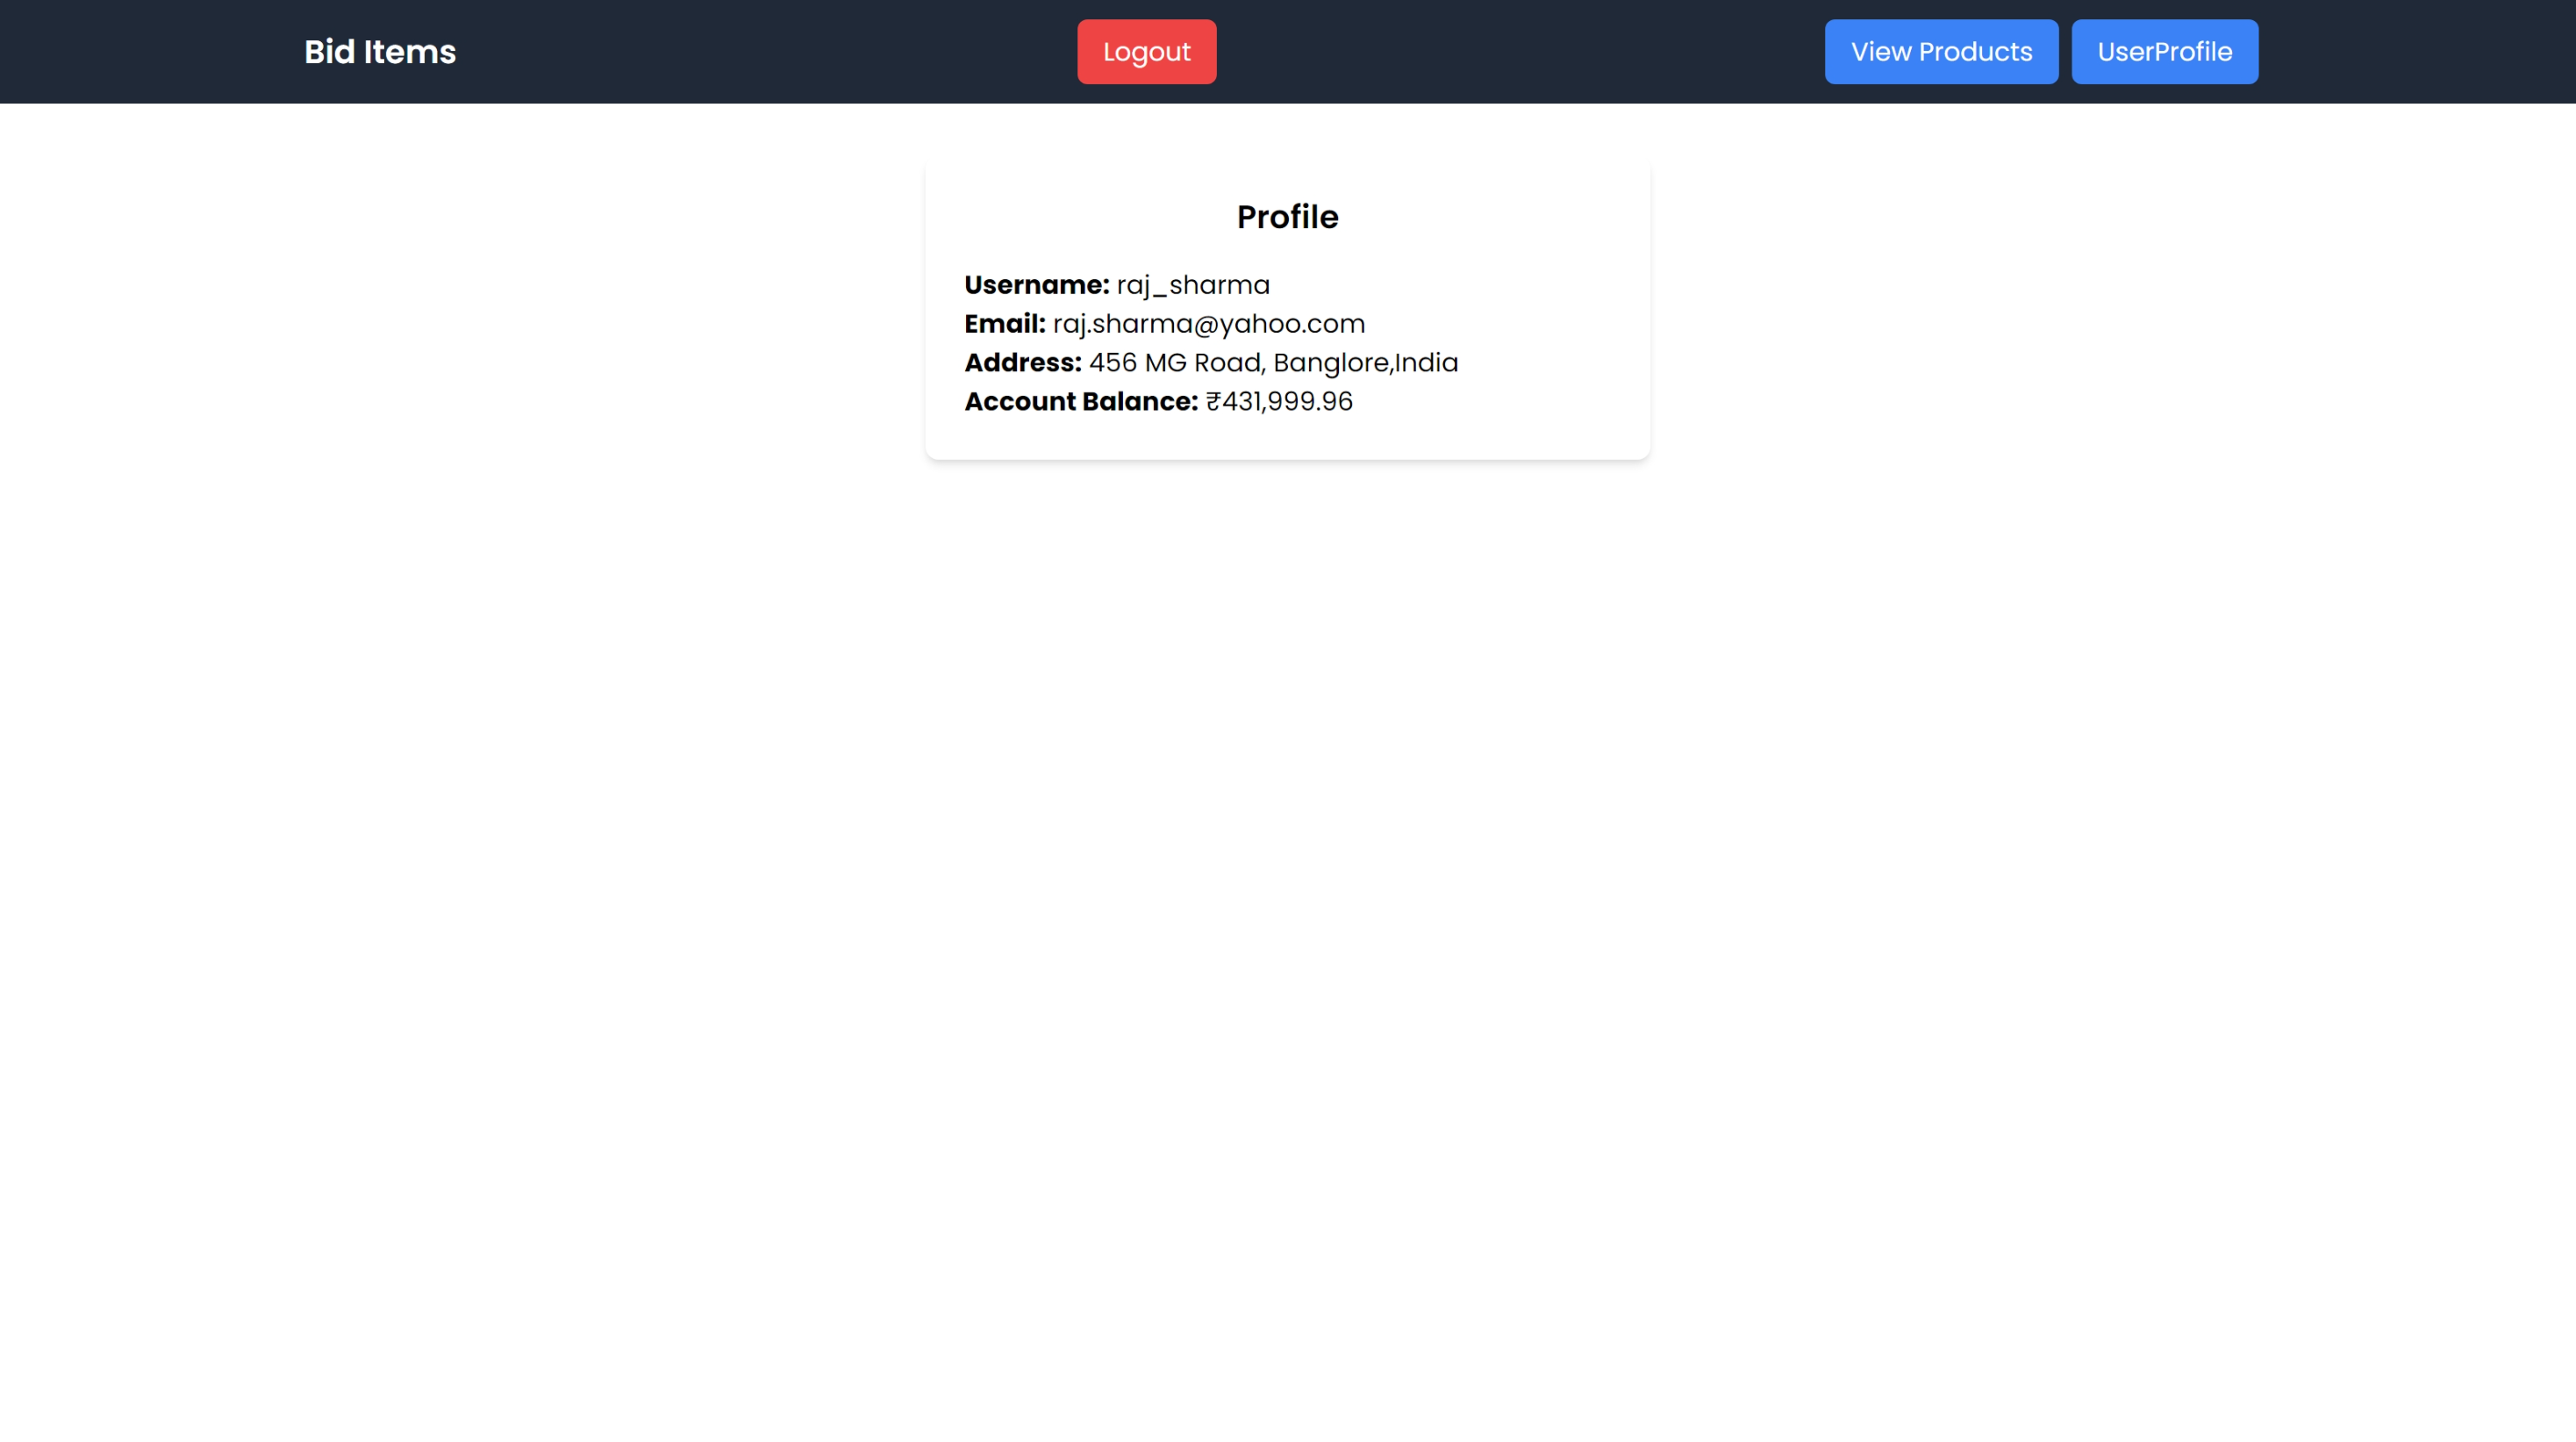 Bid Items
Logout
View Products
UserProfile
Profile
Username: raj_sharma
Email: raj.sharma@yahoo.com
Address: 456 MG Road, Banglore,India
Account Balance: ₹431,999.96